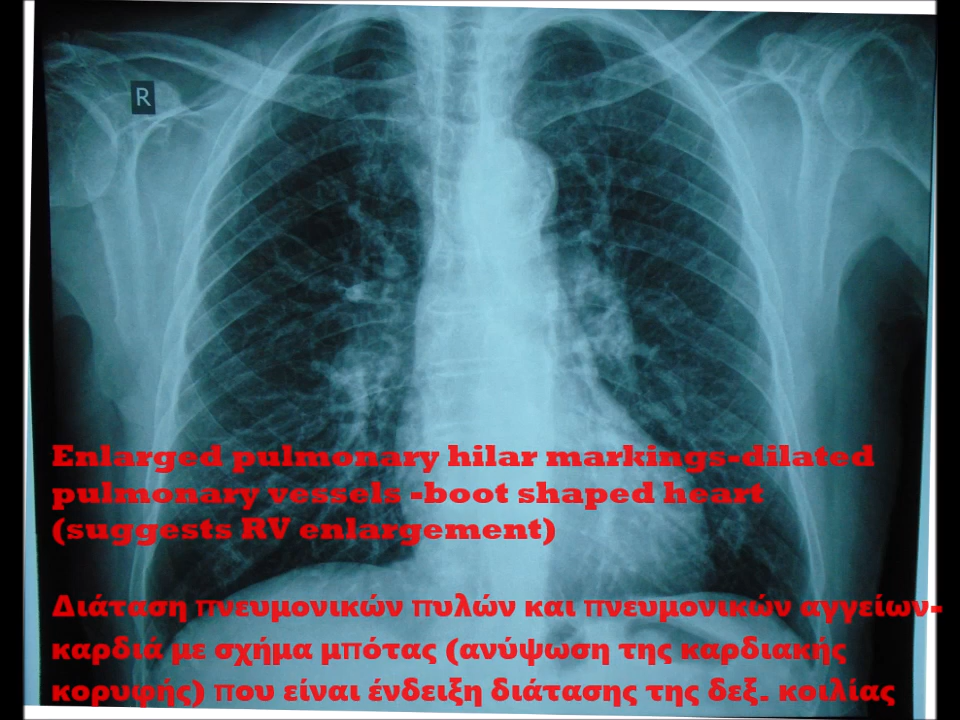 R
Enlarged pulmonary hilar markings-dilated
pulmonary vessels -boot shaped heart
(suggests RV enlargement)
Διάταση πνευμονικών πυλών και πνευμονικών αγγείων-
καρδιά με σχήμα μπότας (ανύψωση της καρδιακής
κορυφής) που είναι ένδειξη διάτασης της δεξ. κοιλίας